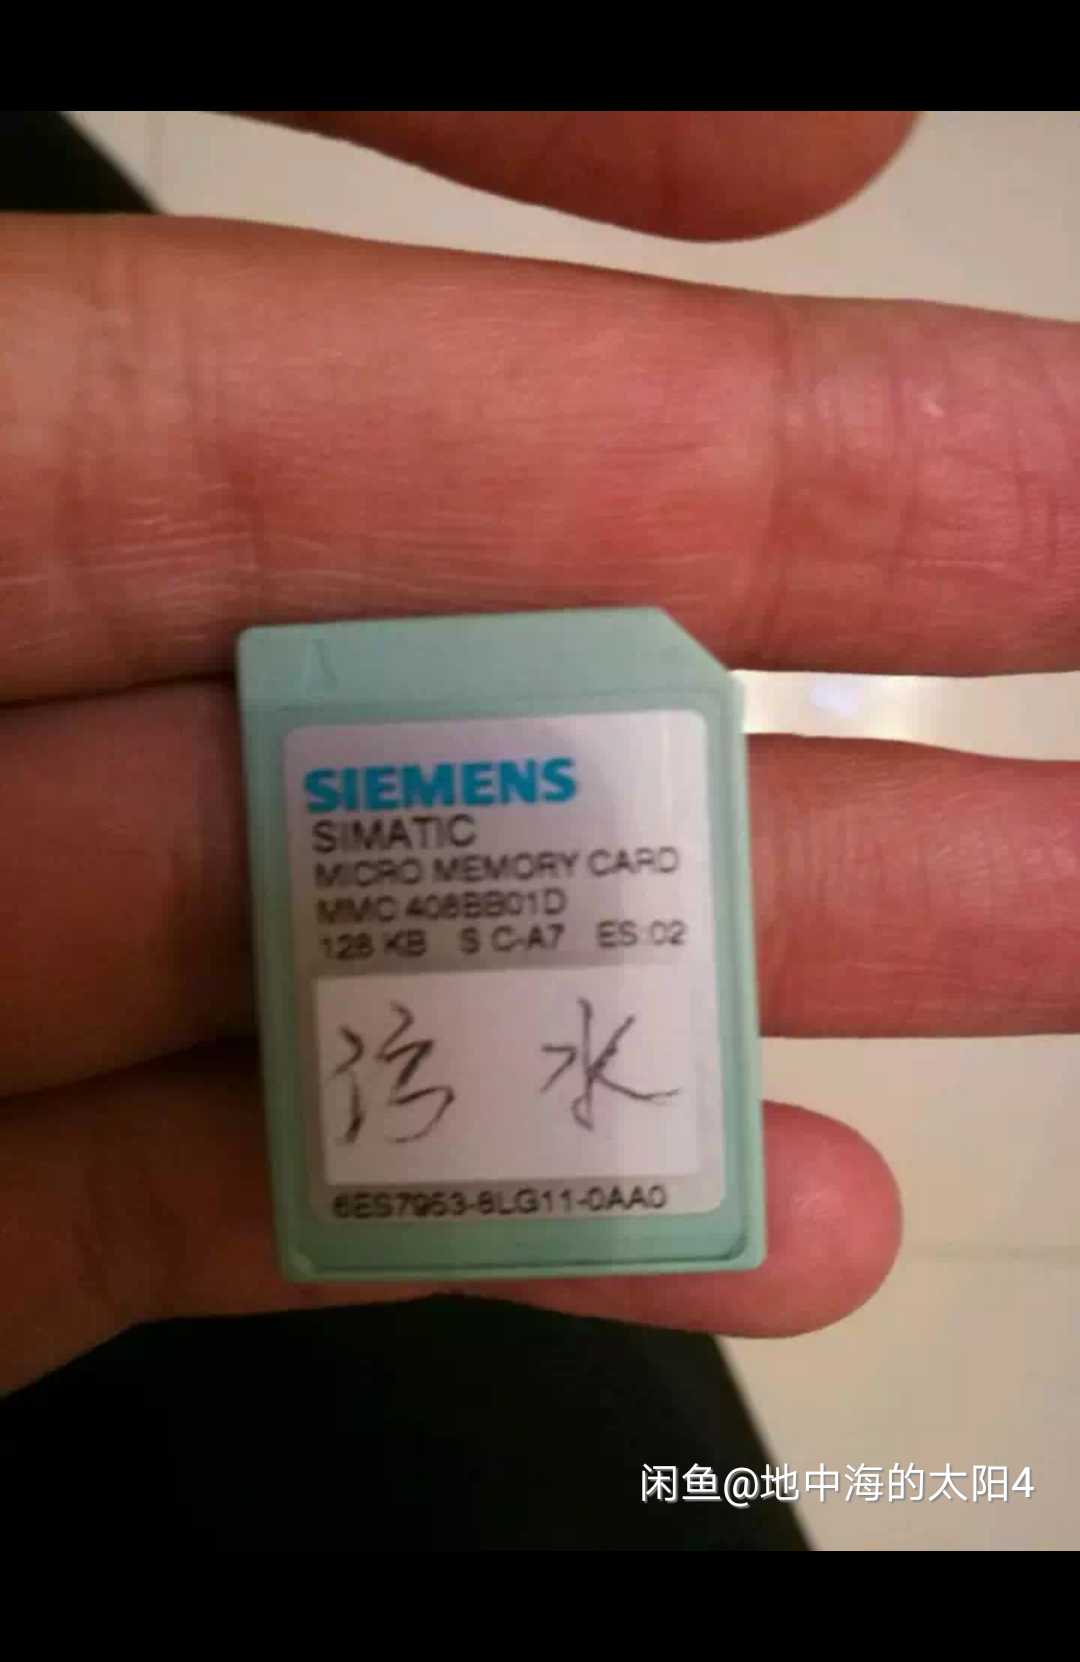 SIEMENS
SIMATIC
MICRO MEMORY CARD
MMC 408BB01D
128 KB S C-A7 ES:02
污 水
6ES7953-8LG11-0AA0
闲鱼@地中海的太阳4